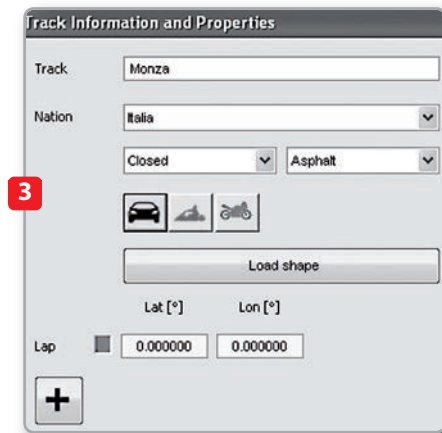 Track Information and Properties
Track Monza
Nation Italia
Closed Asphalt
3
Load shape
Lat [°] Lon [°]
Lap 0.000000 0.000000
+